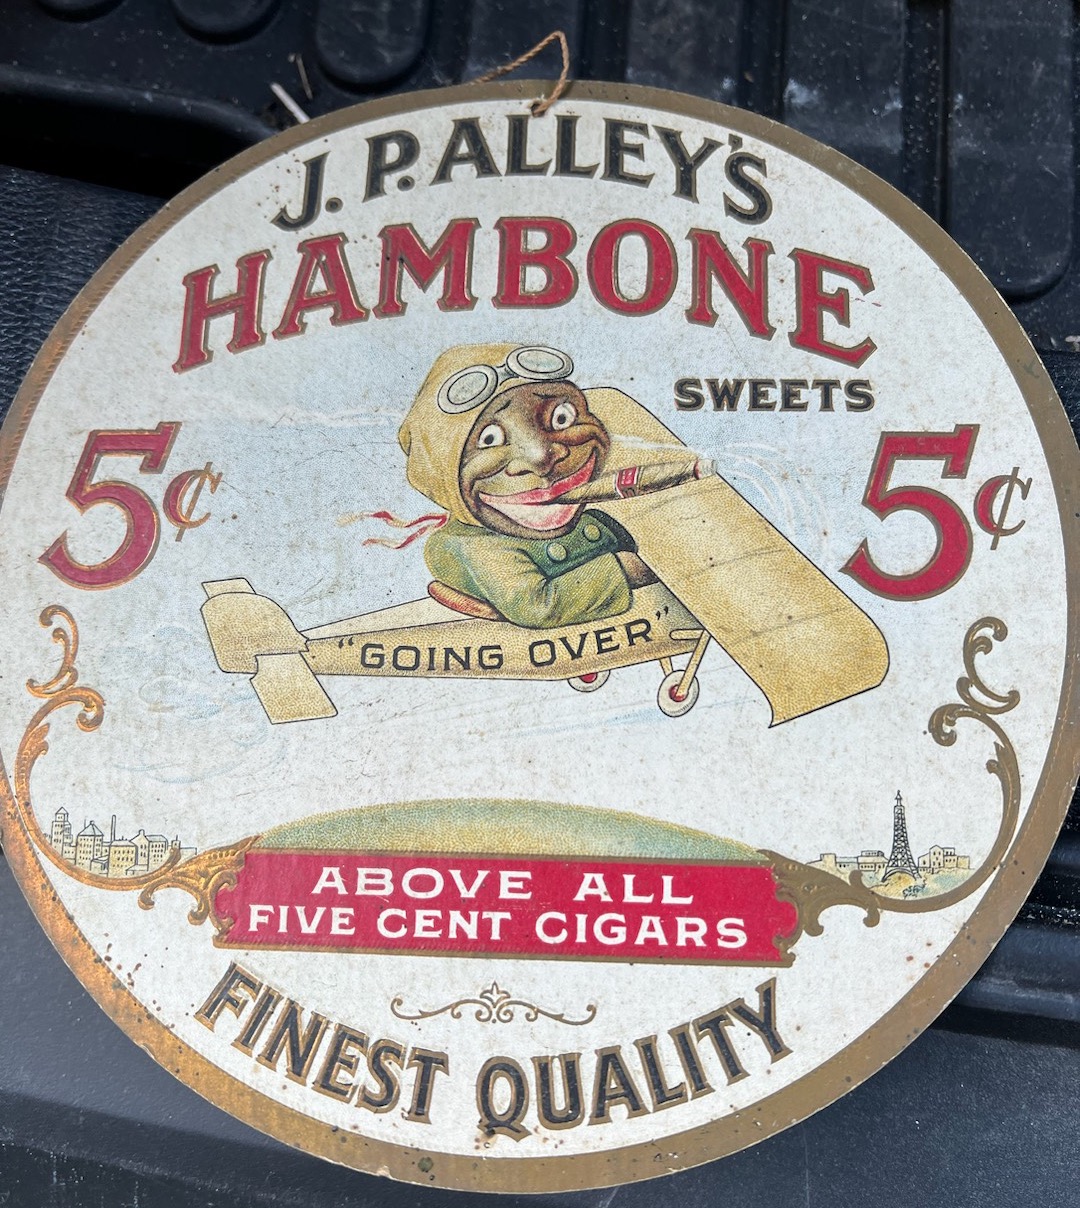 J. P. ALLEY'S
HAMBONE
SWEETS
5¢
5¢
"GOING OVER"
ABOVE ALL
FIVE CENT CIGARS
FINEST QUALITY